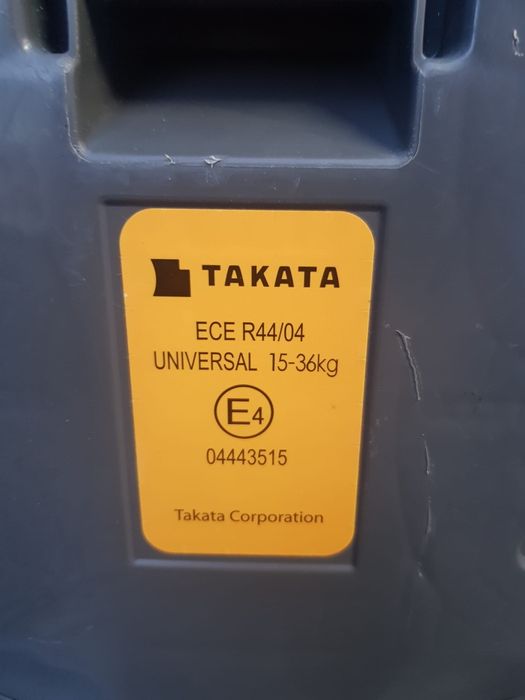 TAKATA
ECE R44/04
UNIVERSAL 15-36kg
E4
04443515
Takata Corporation